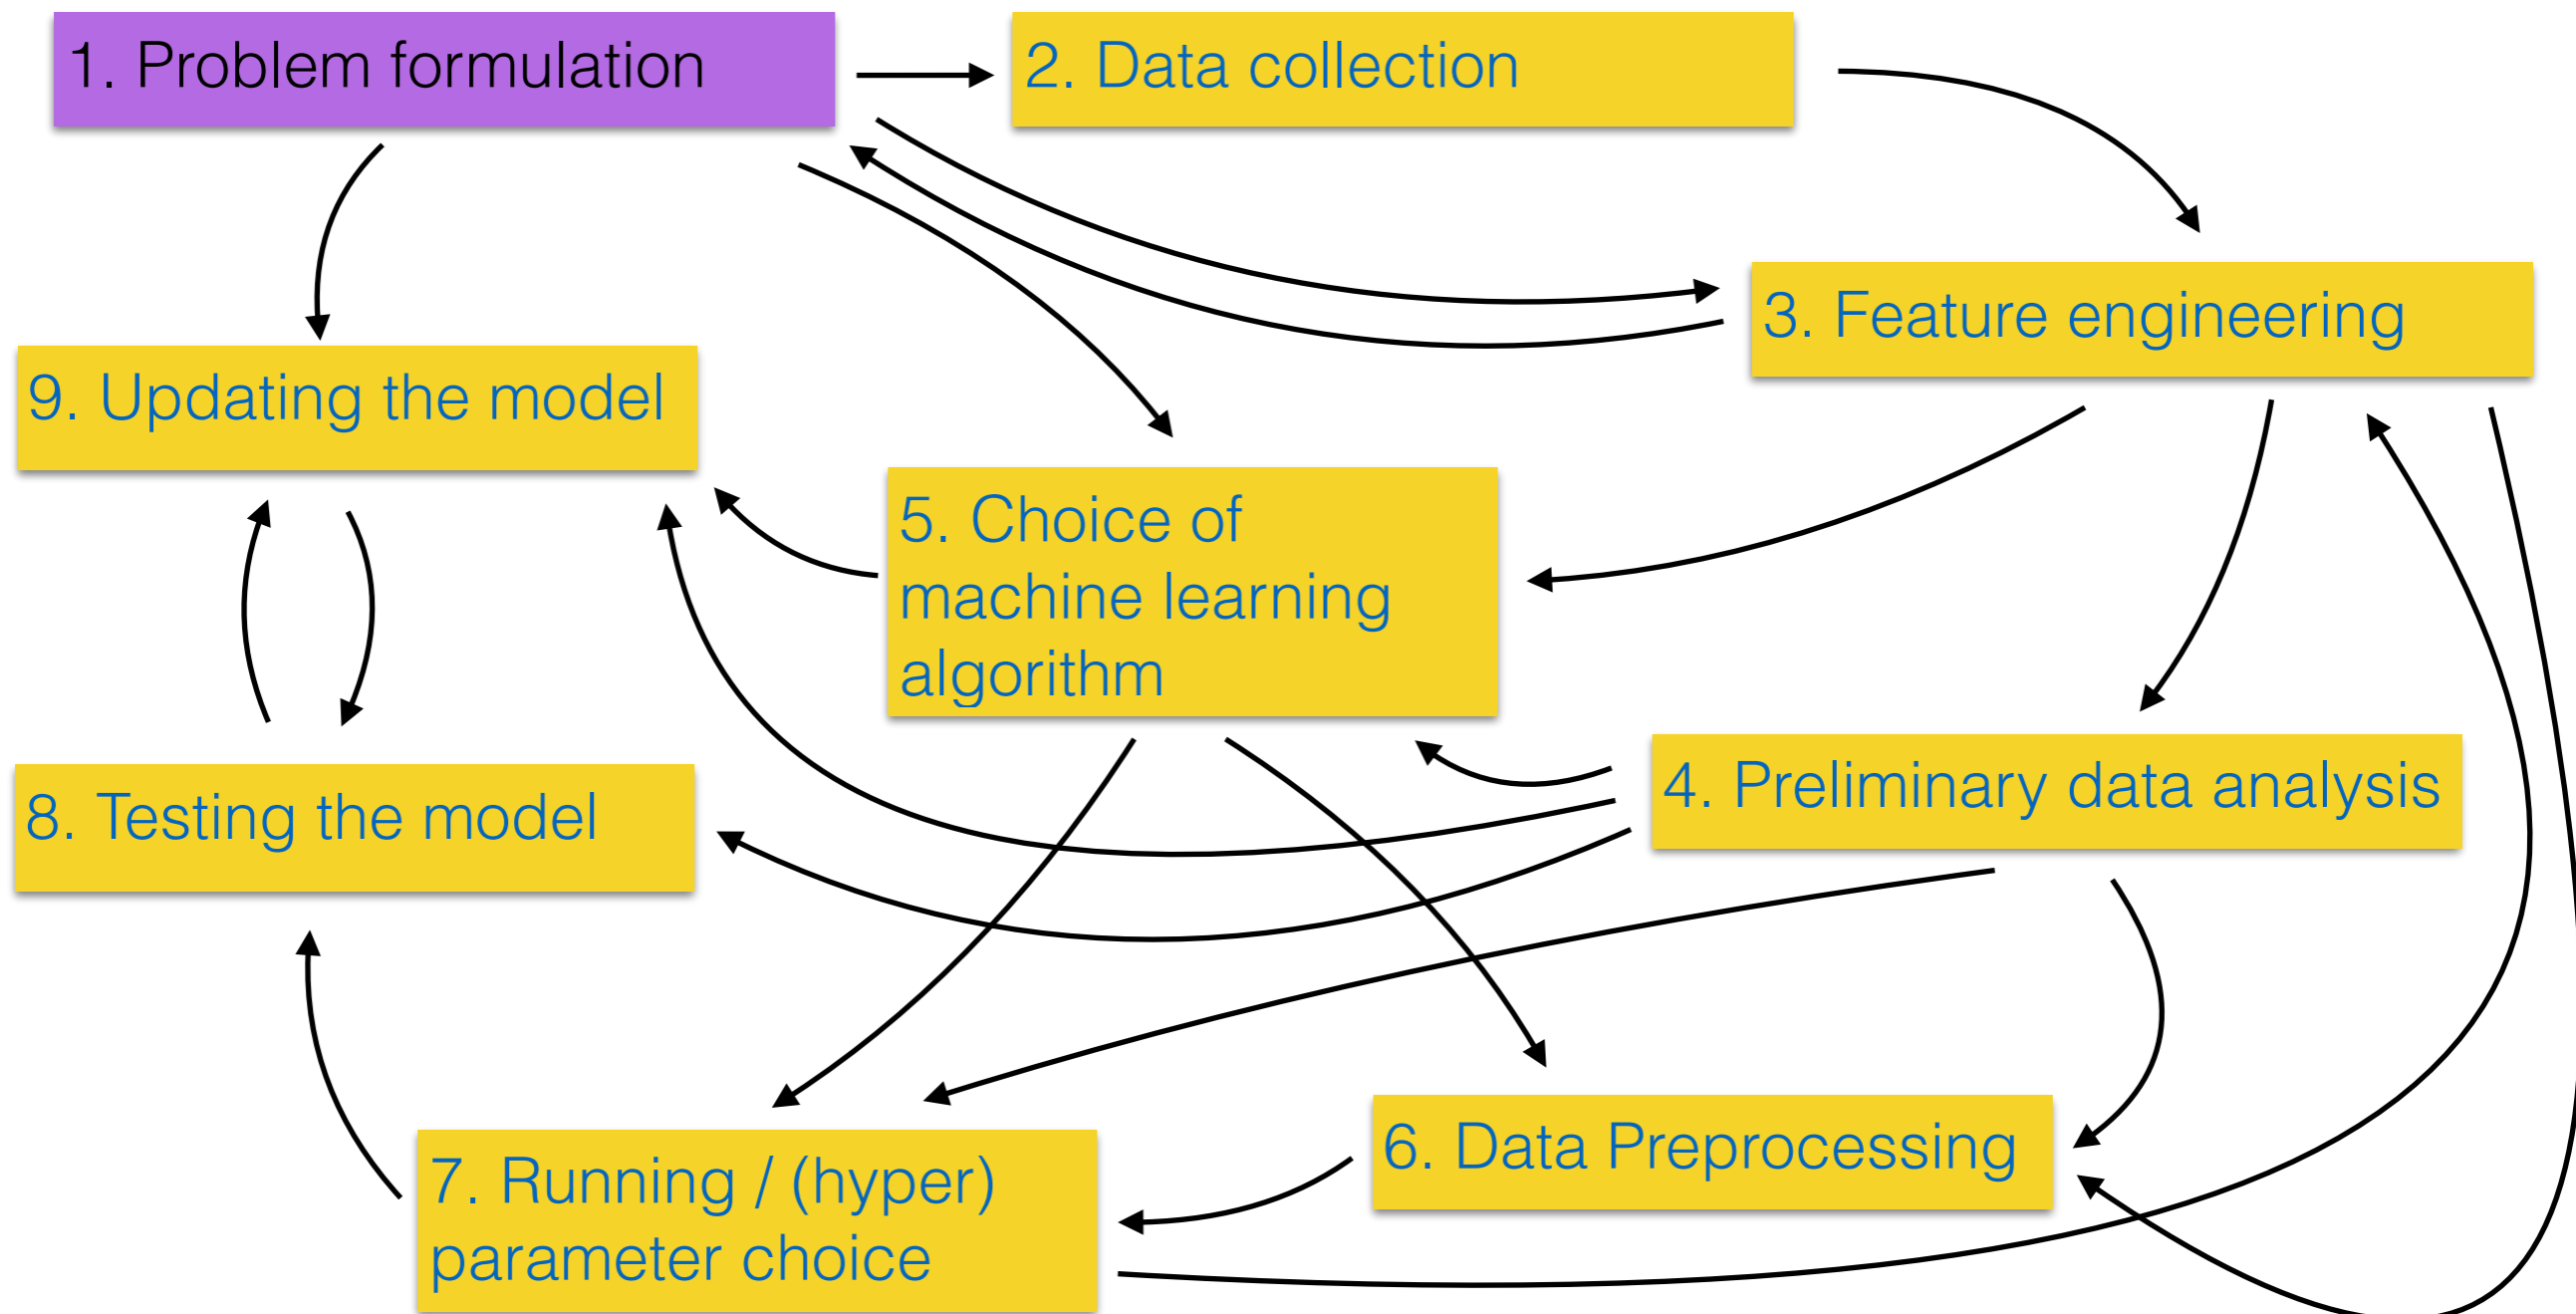 1. Problem formulation
2. Data collection
3. Feature engineering
9. Updating the model
5. Choice of
machine learning
algorithm
4. Preliminary data analysis
8. Testing the model
6. Data Preprocessing
7. Running / (hyper)
parameter choice